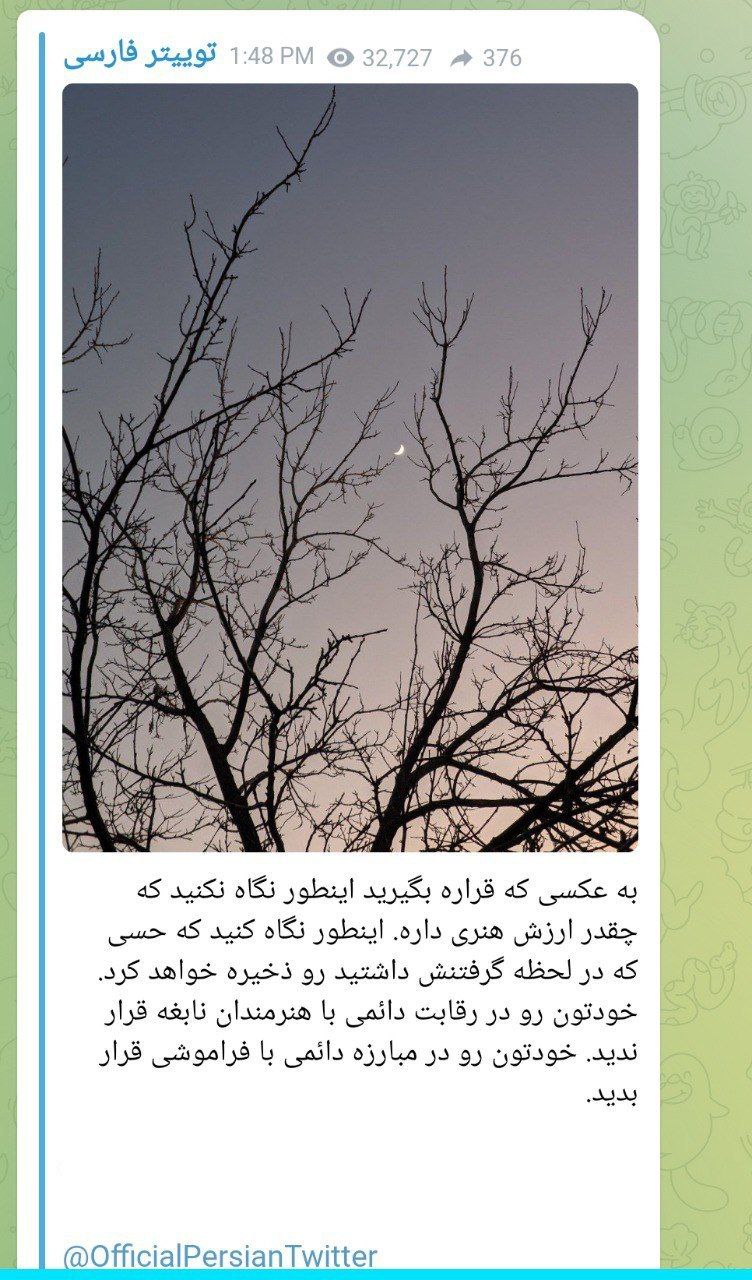 توییتر فارسی 1:48 PM 32,727 376
به عکسی که قراره بگیرید اینطور نگاه نکنید که
چقدر ارزش هنری داره. اینطور نگاه کنید که حسی
که در لحظه گرفتنش داشتید رو ذخیره خواهد کرد.
خودتون رو در رقابت دائمی با هنرمندان نابغه قرار
ندید. خودتون رو در مبارزه دائمی با فراموشی قرار
بدید.
@OfficialPersianTwitter